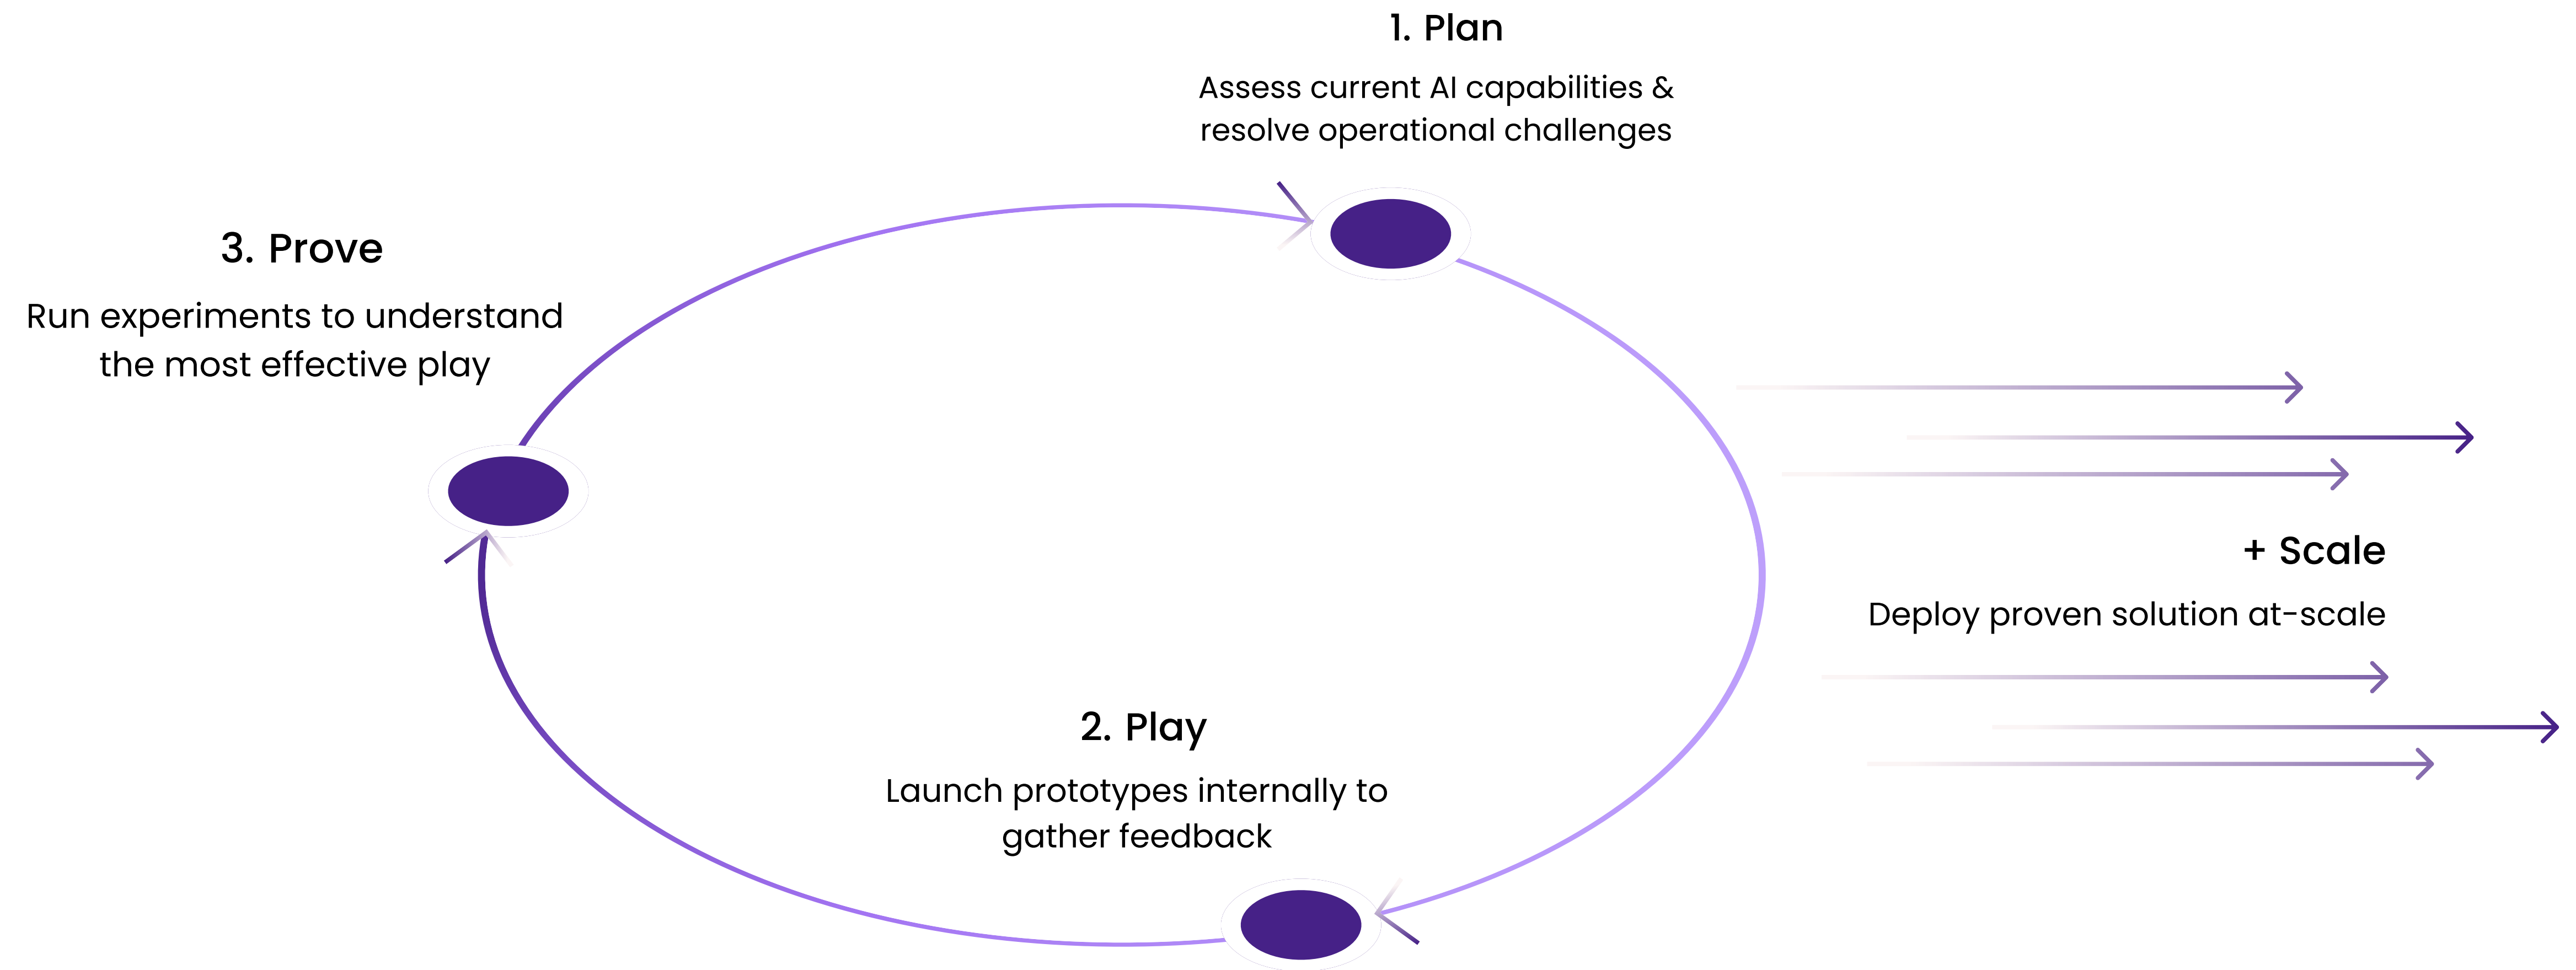 1. Plan
Assess current AI capabilities &
resolve operational challenges
3. Prove
Run experiments to understand
the most effective play
+ Scale
Deploy proven solution at-scale
2. Play
Launch prototypes internally to
gather feedback